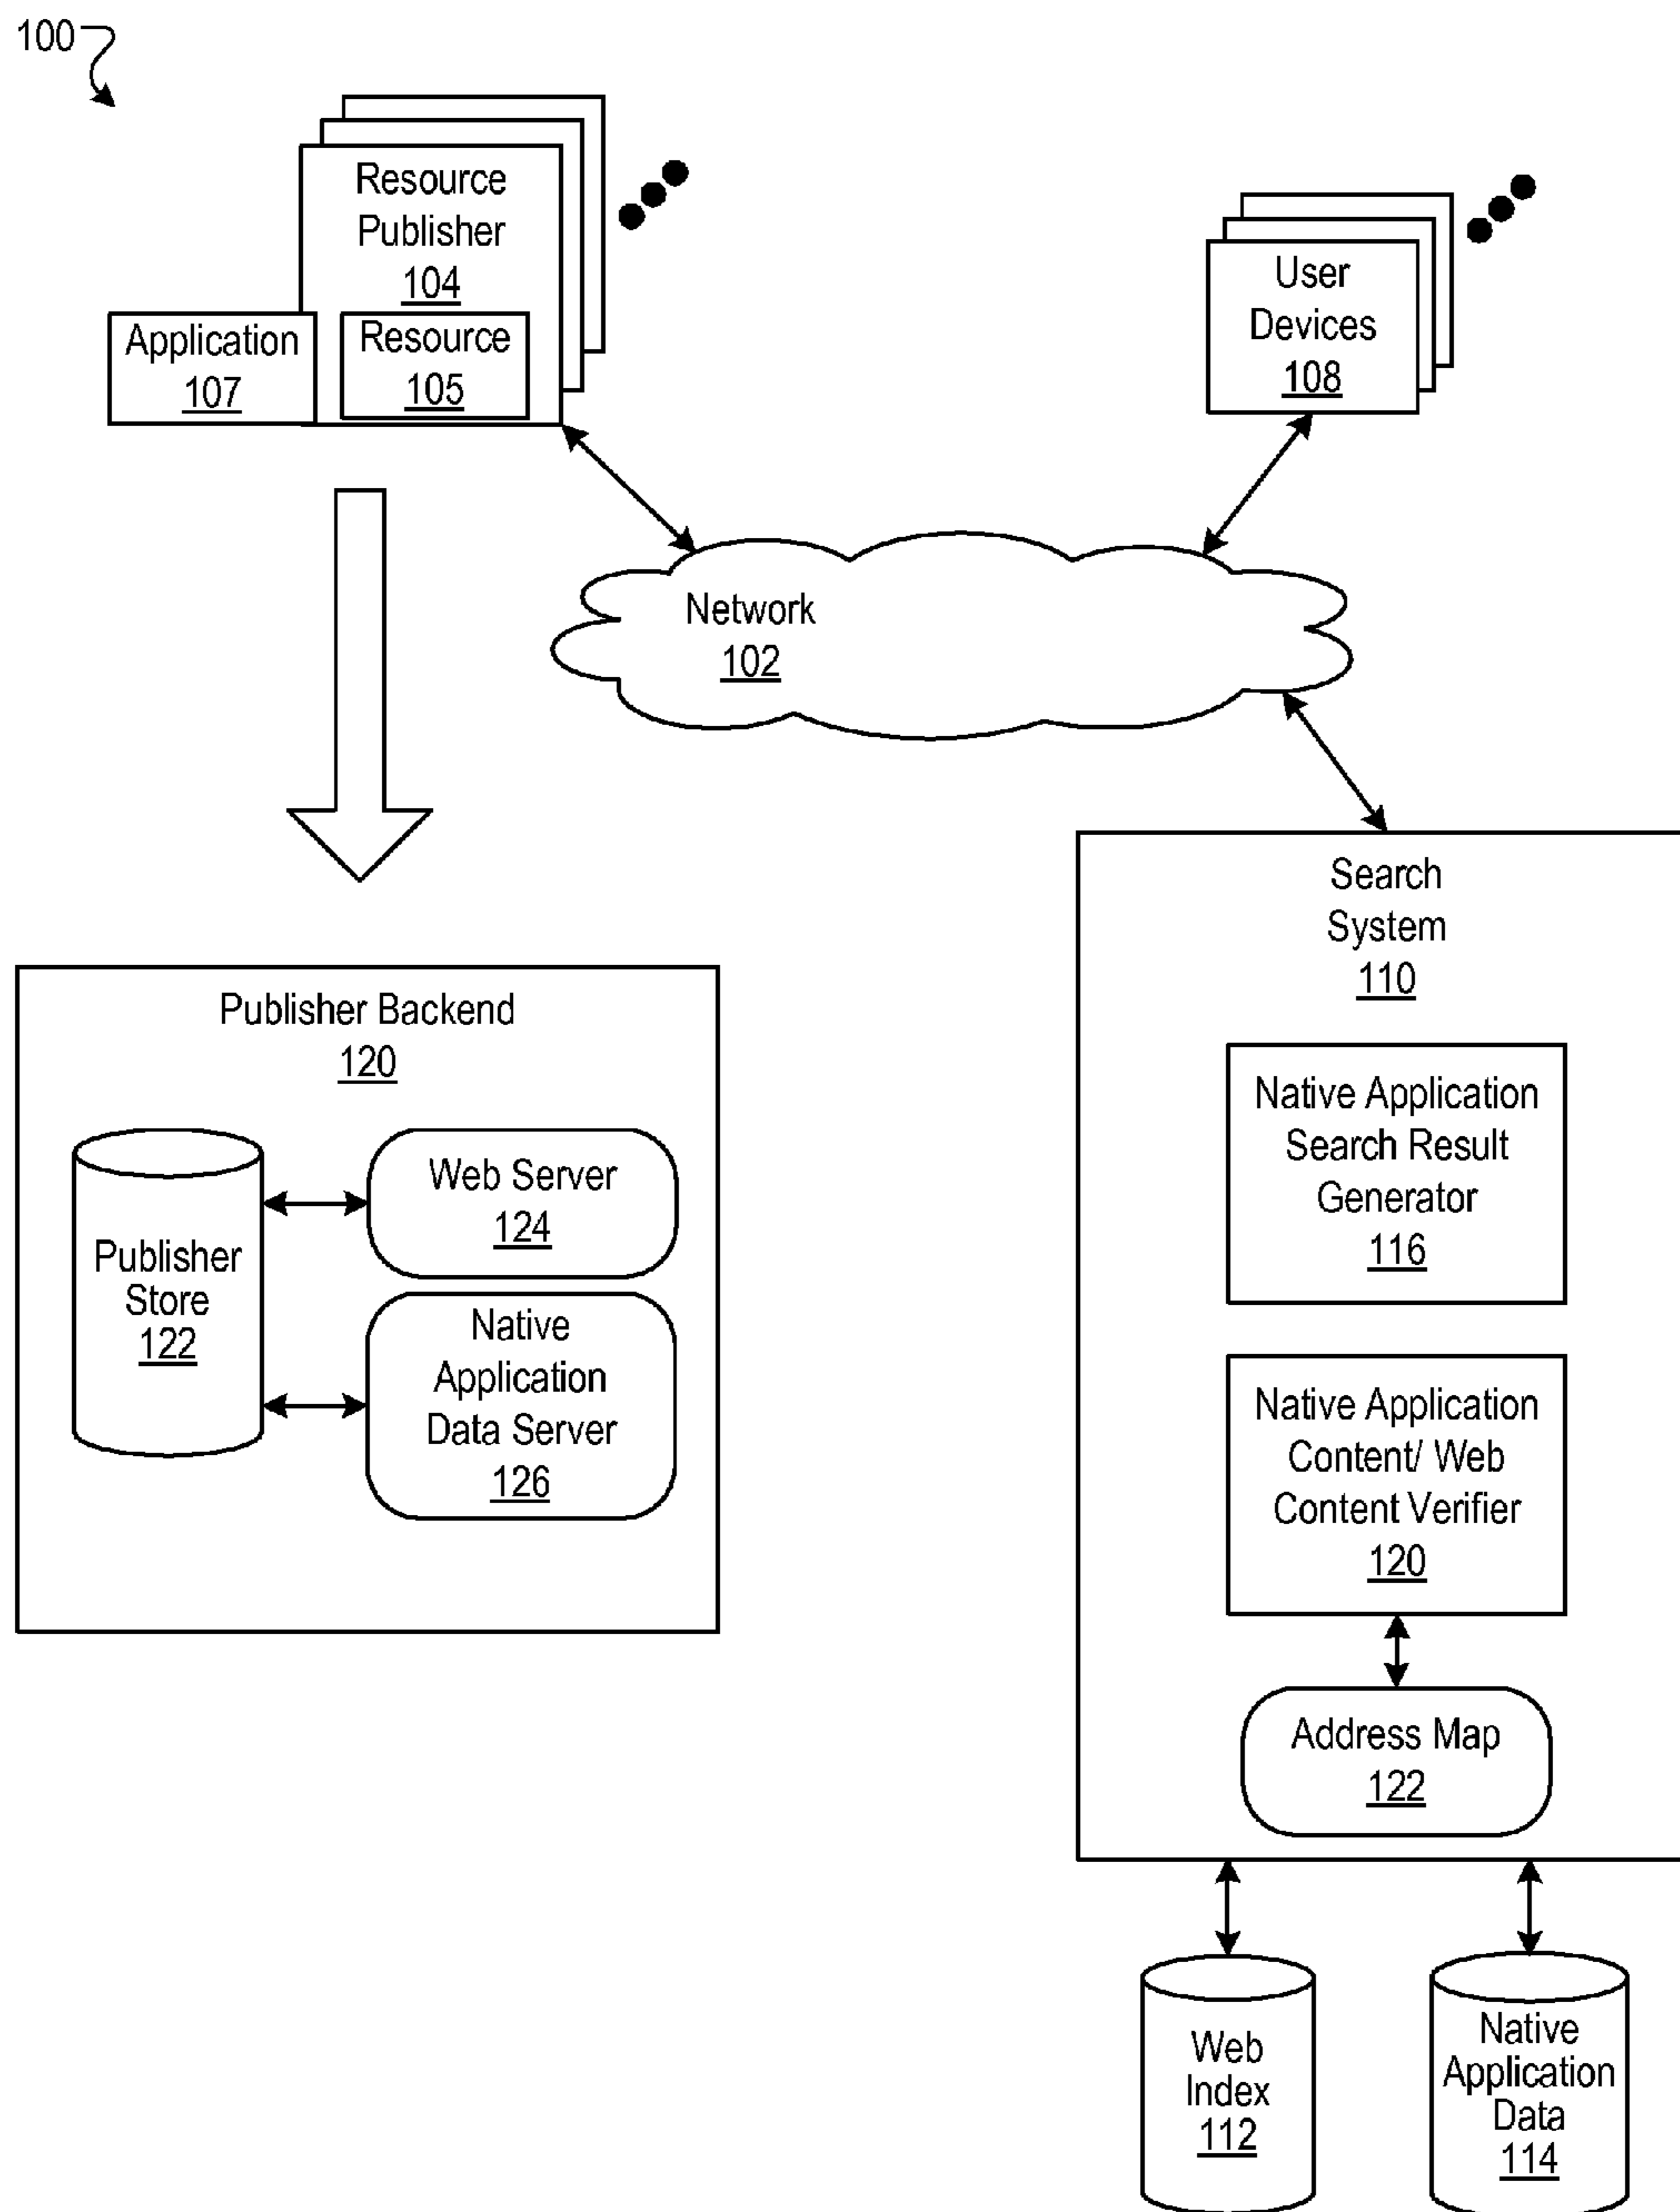 100
Resource
Publisher
104
Application
107
Resource
105
User
Devices
108
Network
102
Search
System
110
Publisher Backend
120
Publisher
Store
122
Web Server
124
Native
Application
Data Server
126
Native Application
Search Result
Generator
116
Native Application
Content/ Web
Content Verifier
120
Address Map
122
Web
Index
112
Native
Application
Data
114